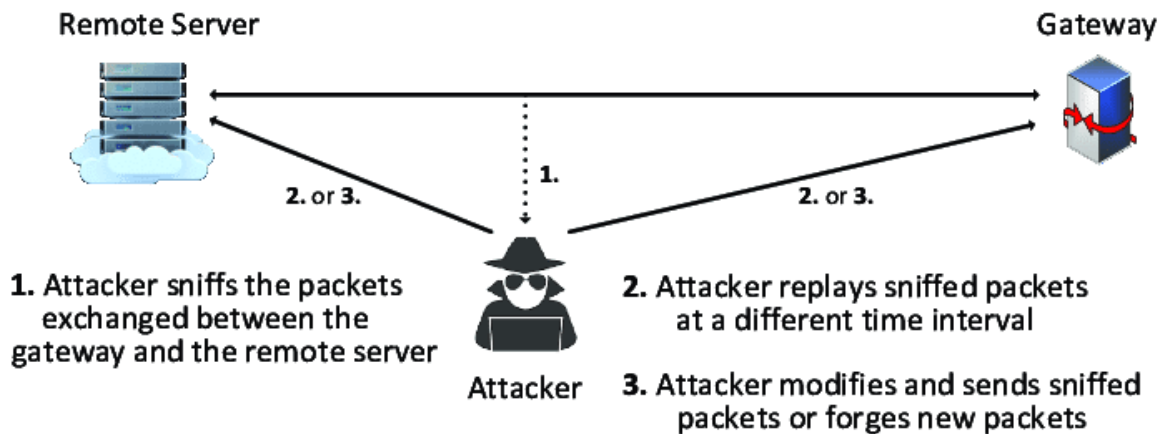 Remote Server
Gateway
1.
2. or 3.
2. or 3.
1. Attacker sniffs the packets
exchanged between the
gateway and the remote server
Attacker
2. Attacker replays sniffed packets
at a different time interval
3. Attacker modifies and sends sniffed
packets or forges new packets